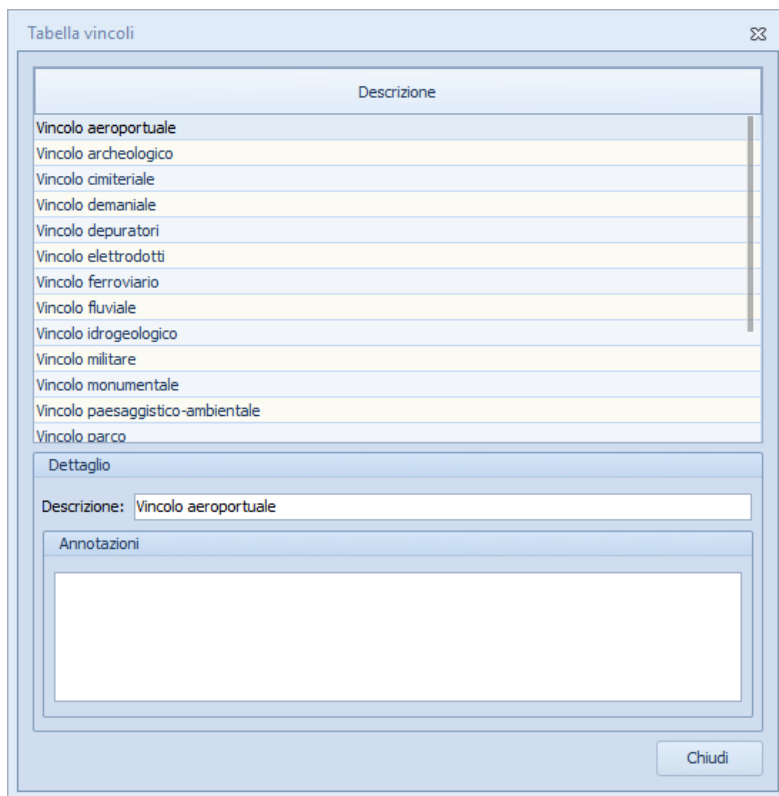 Tabella vincoli
Descrizione
Vincolo aeroportuale
Vincolo archeologico
Vincolo cimiteriale
Vincolo demaniale
Vincolo depuratori
Vincolo elettrodotti
Vincolo ferroviario
Vincolo fluviale
Vincolo idrogeologico
Vincolo militare
Vincolo monumentale
Vincolo paesaggistico-ambientale
Vincolo parco
Dettaglio
Descrizione: Vincolo aeroportuale
Annotazioni
Chiudi